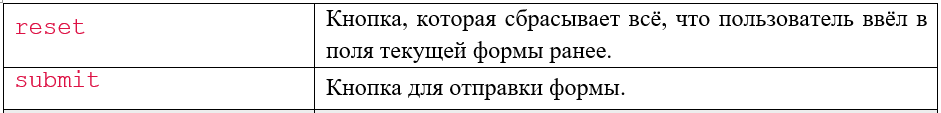 reset
Кнопка, которая сбрасывает всё, что пользователь ввёл в
поля текущей формы ранее.
submit
Кнопка для отправки формы.